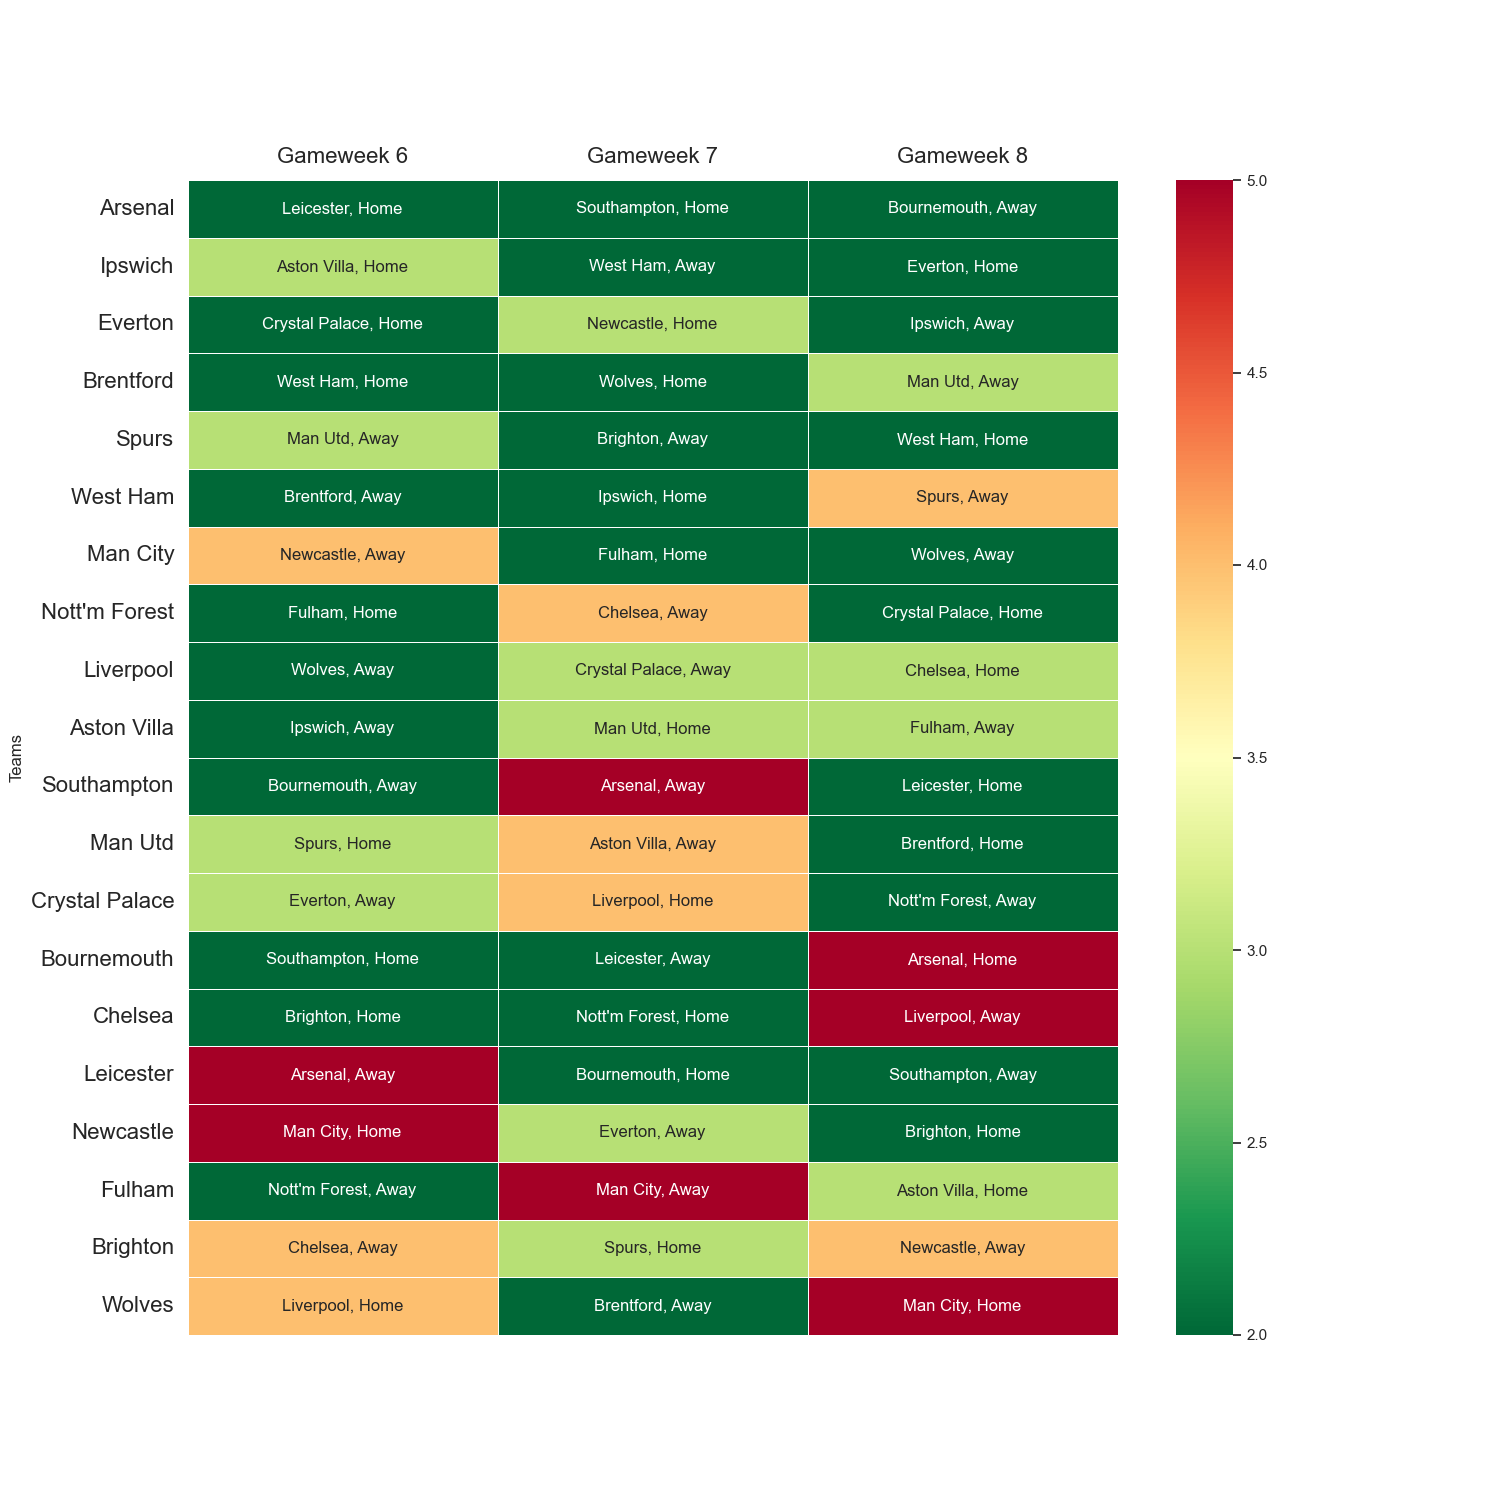 Gameweek 6 Gameweek 7 Gameweek 8
Arsenal Leicester, Home Southampton, Home Bournemouth, Away
Ipswich Aston Villa, Home West Ham, Away Everton, Home
Everton Crystal Palace, Home Newcastle, Home Ipswich, Away
Brentford West Ham, Home Wolves, Home Man Utd, Away
Spurs Man Utd, Away Brighton, Away West Ham, Home
West Ham Brentford, Away Ipswich, Home Spurs, Away
Man City Newcastle, Away Fulham, Home Wolves, Away
Nott'm Forest Fulham, Home Chelsea, Away Crystal Palace, Home
Liverpool Wolves, Away Crystal Palace, Away Chelsea, Home
Aston Villa Ipswich, Away Man Utd, Home Fulham, Away
Southampton Bournemouth, Away Arsenal, Away Leicester, Home
Man Utd Spurs, Home Aston Villa, Away Brentford, Home
Crystal Palace Everton, Away Liverpool, Home Nott'm Forest, Away
Bournemouth Southampton, Home Leicester, Away Arsenal, Home
Chelsea Brighton, Home Nott'm Forest, Home Liverpool, Away
Leicester Arsenal, Away Bournemouth, Home Southampton, Away
Newcastle Man City, Home Everton, Away Brighton, Home
Fulham Nott'm Forest, Away Man City, Away Aston Villa, Home
Brighton Chelsea, Away Spurs, Home Newcastle, Away
Wolves Liverpool, Home Brentford, Away Man City, Home
Teams
5.0
4.5
4.0
3.5
3.0
2.5
2.0